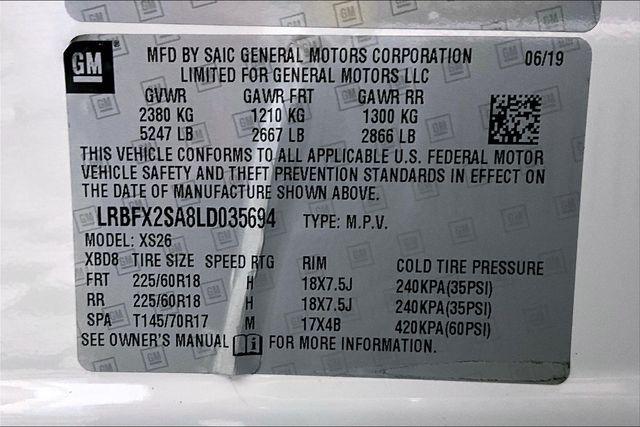 GM MFD BY SAIC GENERAL MOTORS CORPORATION 06/19
LIMITED FOR GENERAL MOTORS LLC
GVWR GAWR FRT GAWR RR
2380 KG 1210 KG 1300 KG
5247 LB 2667 LB 2866 LB
THIS VEHICLE CONFORMS TO ALL APPLICABLE U.S. FEDERAL MOTOR
VEHICLE SAFETY AND THEFT PREVENTION STANDARDS IN EFFECT ON
THE DATE OF MANUFACTURE SHOWN ABOVE.
LRBFX2SA8LD035694 TYPE: M.P.V.
MODEL: XS26
XBD8 TIRE SIZE SPEED RTG RIM COLD TIRE PRESSURE
FRT 225/60R18 H 18X7.5J 240KPA(35PSI)
RR 225/60R18 H 18X7.5J 240KPA(35PSI)
SPA T145/70R17 M 17X4B 420KPA(60PSI)
SEE OWNER'S MANUAL i FOR MORE INFORMATION.